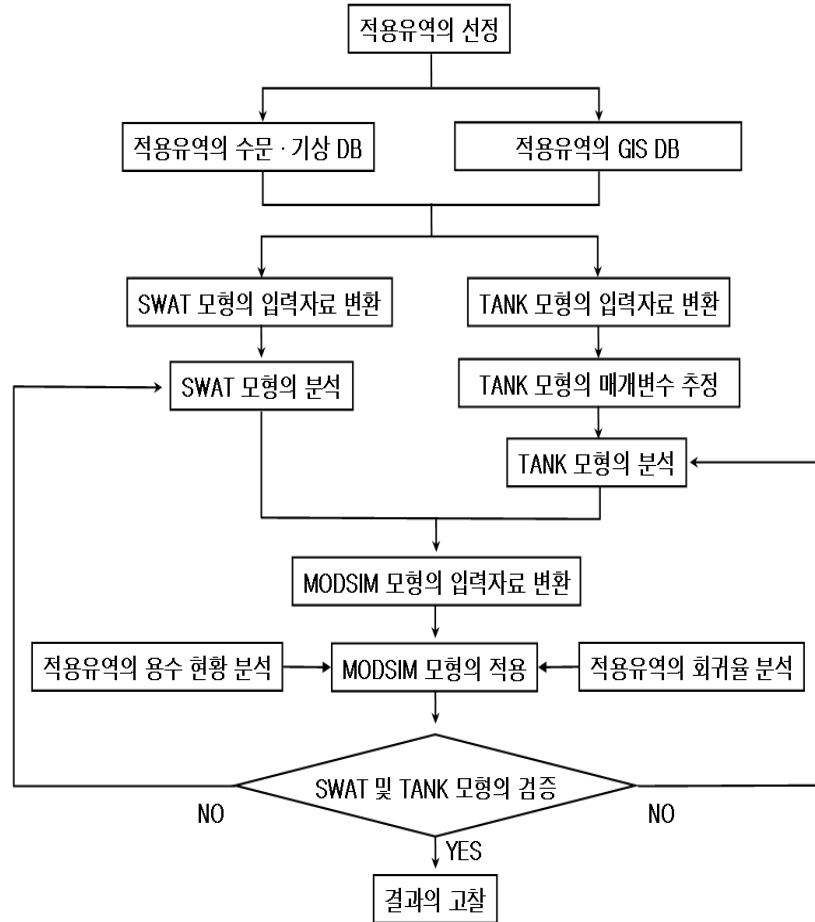 적용유역의 선정
적용유역의 수문 · 기상 DB
적용유역의 GIS DB
SWAT 모형의 입력자료 변환
TANK 모형의 입력자료 변환
SWAT 모형의 분석
TANK 모형의 매개변수 추정
TANK 모형의 분석
MODSIM 모형의 입력자료 변환
적용유역의 용수 현황 분석
MODSIM 모형의 적용
적용유역의 회귀율 분석
SWAT 및 TANK 모형의 검증
NO
NO
YES
결과의 고찰